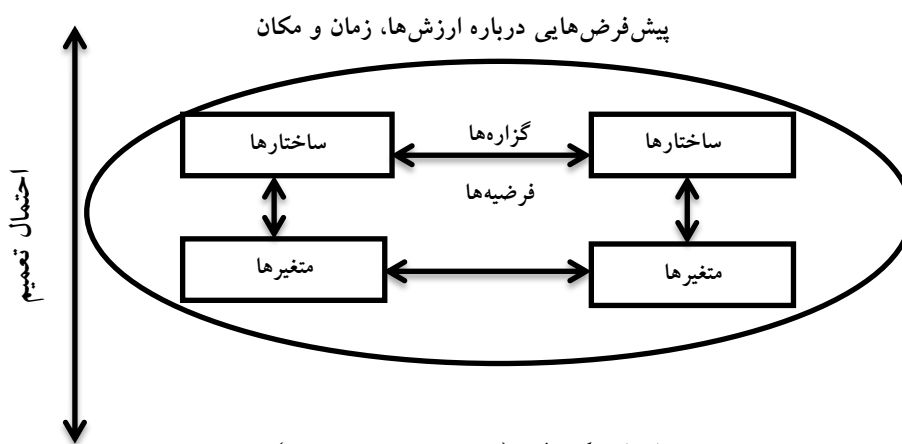 پیش‌فرض‌هایی درباره ارزش‌ها، زمان و مکان
ساختارها
گزاره‌ها
ساختارها
فرضیه‌ها
متغیرها
متغیرها
احتمال تعمیم